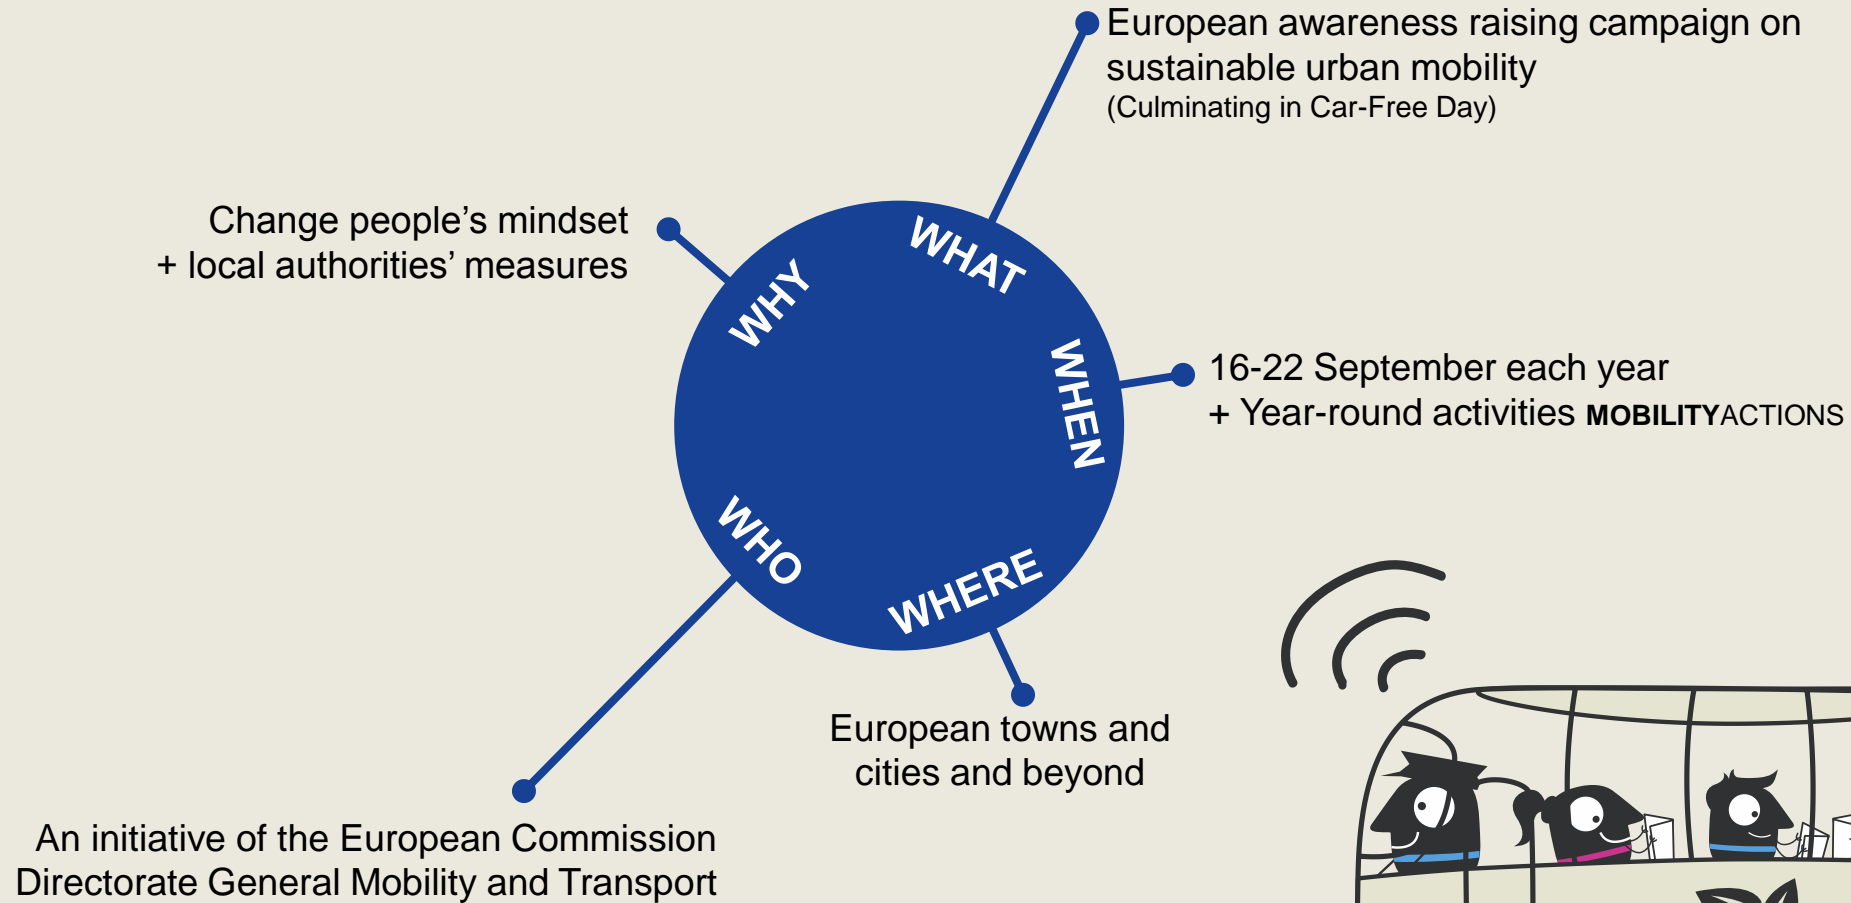 WHAT
European awareness raising campaign on
sustainable urban mobility
(Culminating in Car-Free Day)
WHEN
16-22 September each year
+ Year-round activities MOBILITYACTIONS
WHERE
European towns and
cities and beyond
WHO
An initiative of the European Commission
Directorate General Mobility and Transport
WHY
Change people’s mindset
+ local authorities’ measures